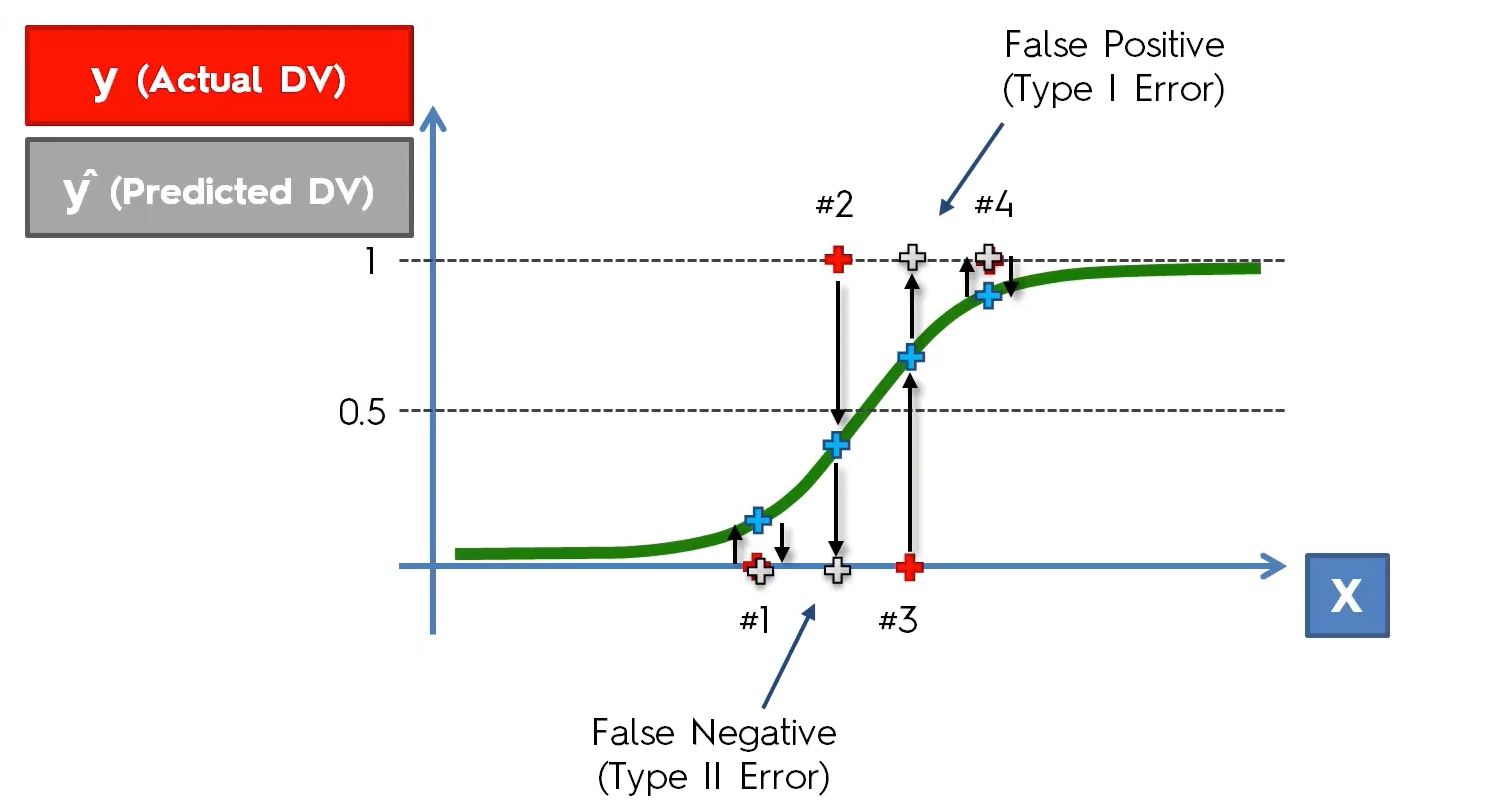 y (Actual DV)
ŷ (Predicted DV)
False Positive
(Type I Error)
#2
#4
1
0.5
#1
#3
X
False Negative
(Type II Error)